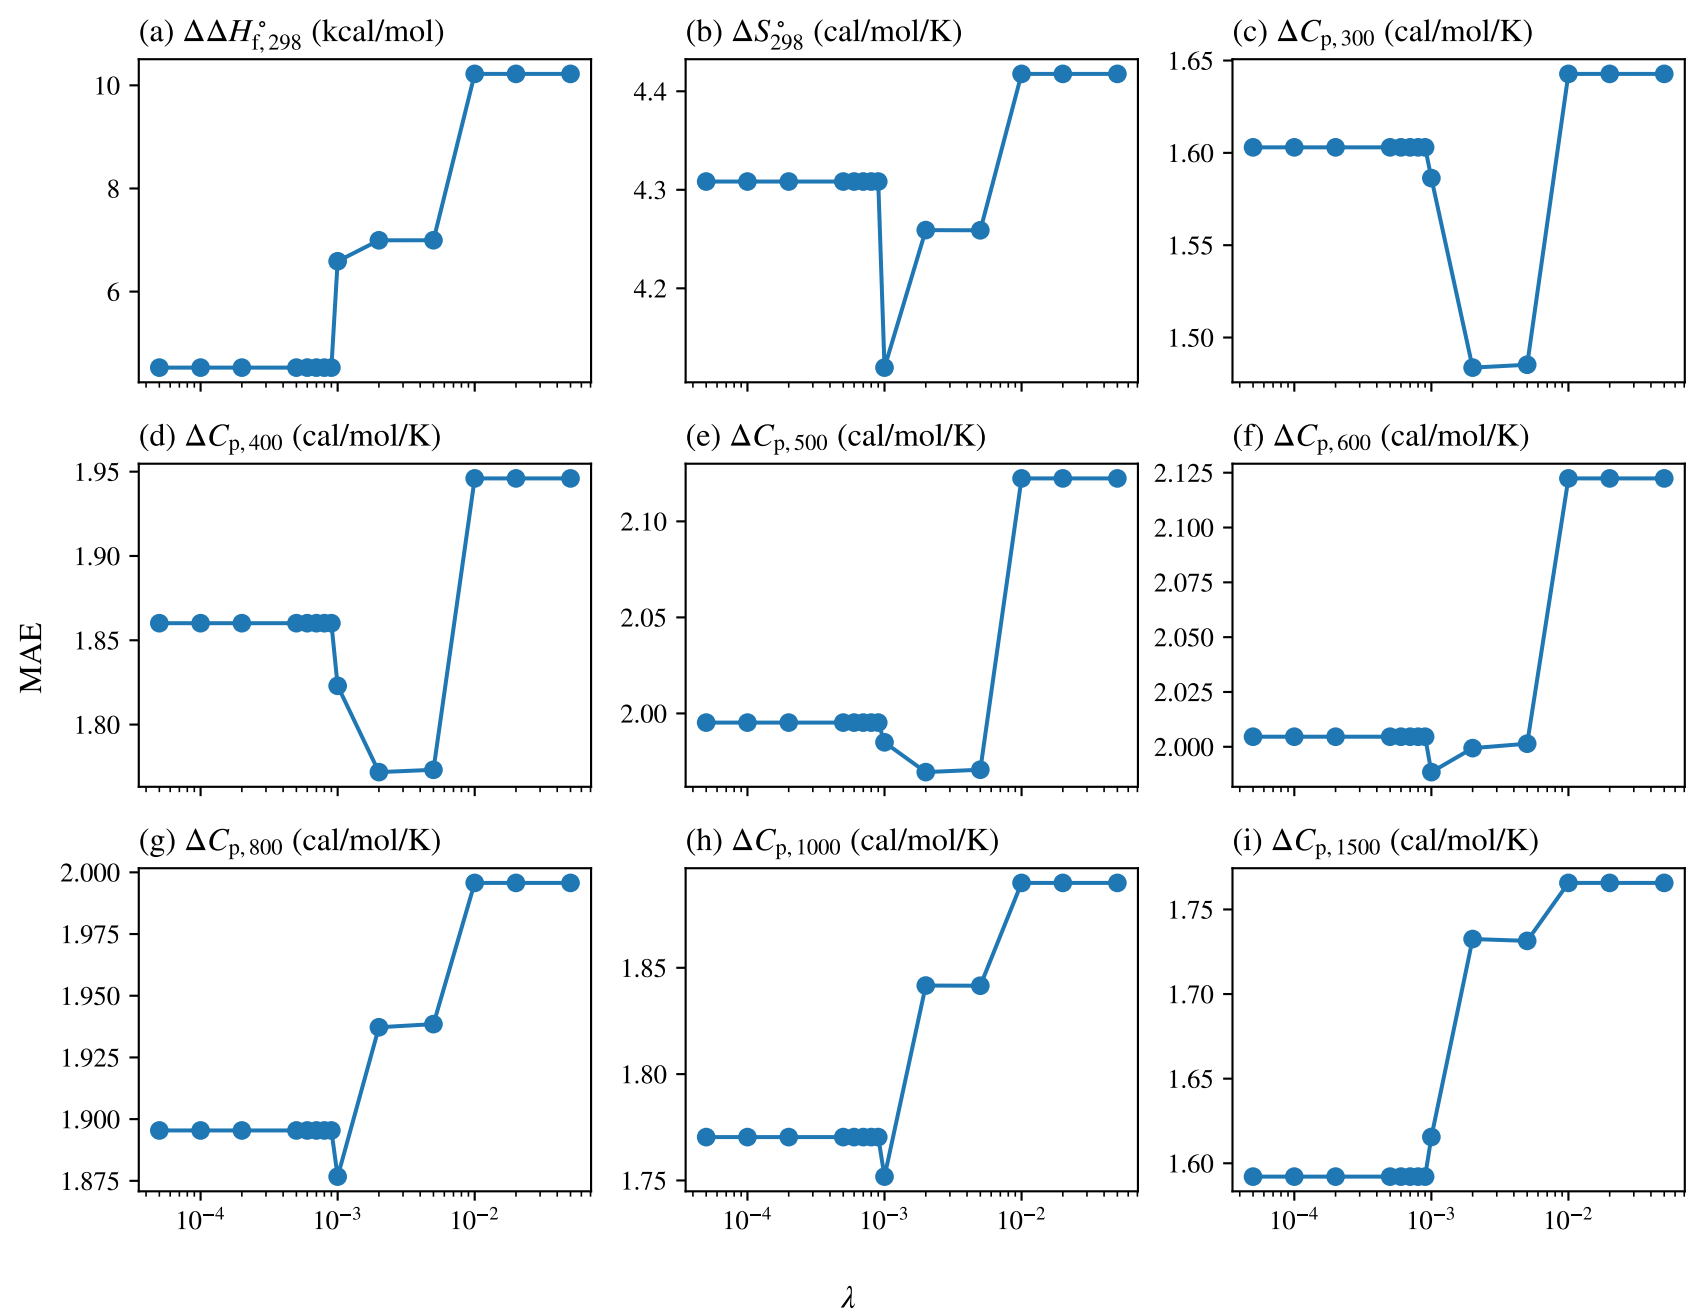 (a) ΔΔH°f, 298 (kcal/mol)
(b) ΔS°298 (cal/mol/K)
(c) ΔCp, 300 (cal/mol/K)
10
8
6
4.4
4.3
4.2
1.65
1.60
1.55
1.50
(d) ΔCp, 400 (cal/mol/K)
(e) ΔCp, 500 (cal/mol/K)
(f) ΔCp, 600 (cal/mol/K)
1.95
1.90
1.85
1.80
2.10
2.05
2.00
2.125
2.100
2.075
2.050
2.025
2.000
MAE
(g) ΔCp, 800 (cal/mol/K)
(h) ΔCp, 1000 (cal/mol/K)
(i) ΔCp, 1500 (cal/mol/K)
2.000
1.975
1.950
1.925
1.900
1.875
1.85
1.80
1.75
1.75
1.70
1.65
1.60
10⁻⁴ 10⁻³ 10⁻²
10⁻⁴ 10⁻³ 10⁻²
10⁻⁴ 10⁻³ 10⁻²
λ